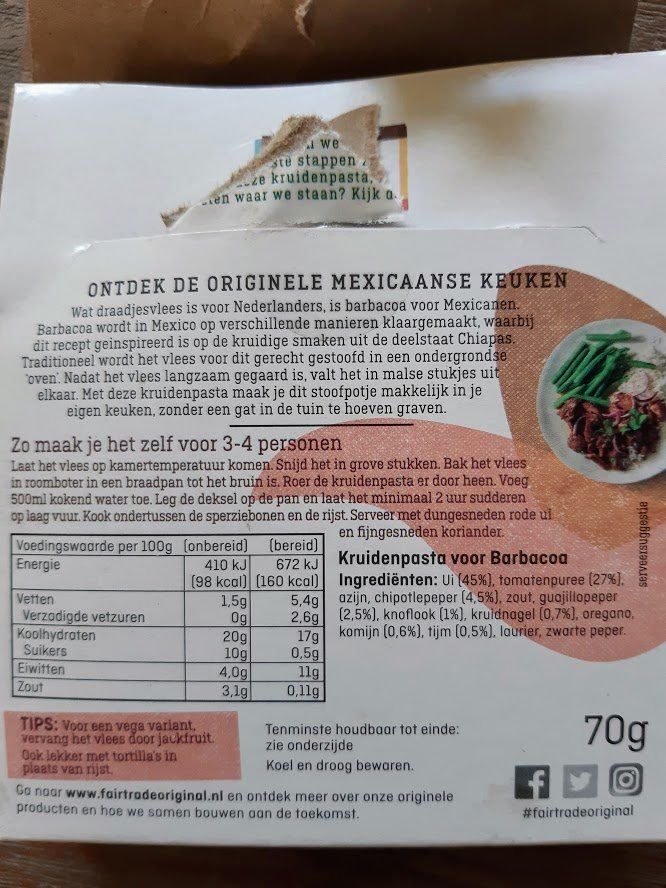 we
stappen
kruidenpasta,
waar we staan? Kijk
ONTDEK DE ORIGINELE MEXICAANSE KEUKEN
Wat draadjesvlees is voor Nederlanders, is barbacoa voor Mexicanen.
Barbacoa wordt in Mexico op verschillende manieren klaargemaakt, waarbij
dit recept geïnspireerd is op de kruidige smaken uit de deelstaat Chiapas.
Traditioneel wordt het vlees voor dit gerecht gestoofd in een ondergrondse
'oven'. Nadat het vlees langzaam gegaard is, valt het in malse stukjes uit
elkaar. Met deze kruidenpasta maak je dit stoofpotje makkelijk in je
eigen keuken, zonder een gat in de tuin te hoeven graven.
Zo maak je het zelf voor 3-4 personen
Laat het vlees op kamertemperatuur komen. Snijd het in grove stukken. Bak het vlees
in roomboter in een braadpan tot het bruin is. Roer de kruidenpasta er door heen. Voeg
500ml kokend water toe. Leg de deksel op de pan en laat het minimaal 2 uur sudderen
op laag vuur. Kook ondertussen de sperziebonen en de rijst. Serveer met dungesneden rode ui
en fijngesneden koriander.
serveersuggestie
Voedingswaarde per 100g (onbereid) (bereid)
Energie 410 kJ 672 kJ
(98 kcal) (160 kcal)
Vetten 1,5g 5,4g
Verzadigde vetzuren 0g 2,6g
Koolhydraten 20g 17g
Suikers 10g 0,5g
Eiwitten 4,0g 11g
Zout 3,1g 0,11g
Kruidenpasta voor Barbacoa
Ingrediënten: Ui (45%), tomatenpuree (27%),
azijn, chipotlepeper (4,5%), zout, guajillopeper
(2,5%), knoflook (1%), kruidnagel (0,7%), oregano,
komijn (0,6%), tijm (0,5%), laurier, zwarte peper.
TIPS: Voor een vega variant,
vervang het vlees door jackfruit.
Ook lekker met tortilla's in
plaats van rijst.
Tenminste houdbaar tot einde:
zie onderzijde
Koel en droog bewaren.
70g
Ga naar www.fairtradeoriginal.nl en ontdek meer over onze originele
producten en hoe we samen bouwen aan de toekomst.
#fairtradeoriginal